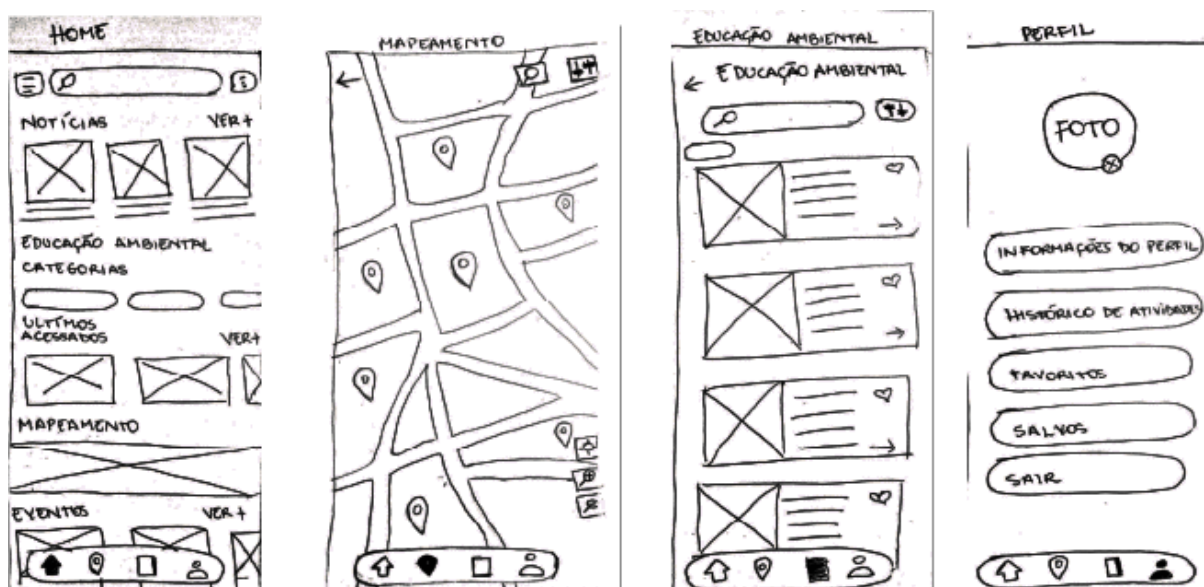 HOME
NOTÍCIAS VER+
EDUCAÇÃO AMBIENTAL
CATEGORIAS
ULTIMOS
ACESSADOS VER+
MAPEAMENTO
EVENTOS VER+
MAPEAMENTO
EDUCAÇÃO AMBIENTAL
EDUCAÇÃO AMBIENTAL
PERFIL
FOTO
INFORMAÇÕES DO PERFIL
HISTÓRICO DE ATIVIDADES
FAVORITOS
SALVOS
SAIR